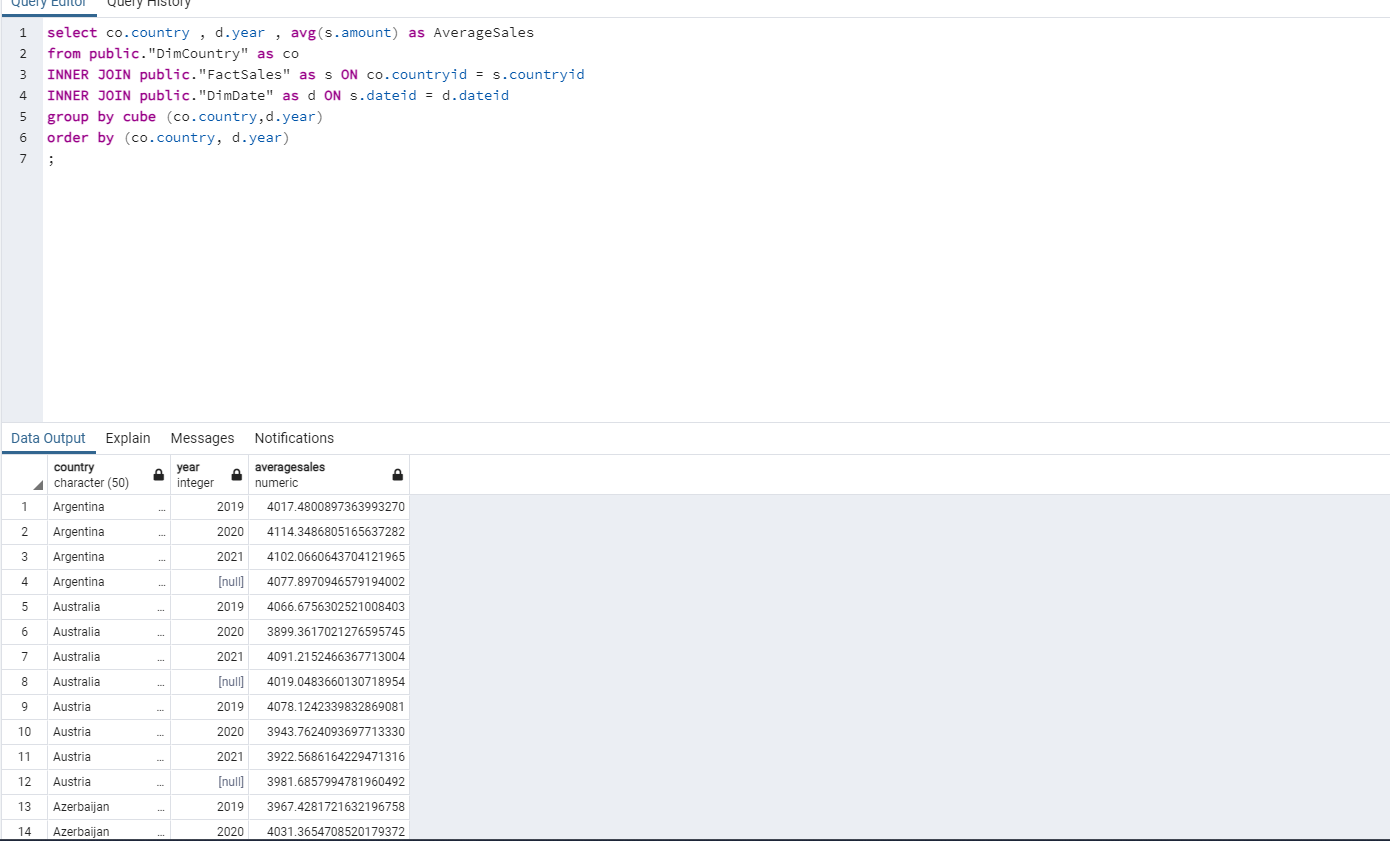 Query Editor Query History
1 select co.country , d.year , avg(s.amount) as AverageSales
2 from public."DimCountry" as co
3 INNER JOIN public."FactSales" as s ON co.countryid = s.countryid
4 INNER JOIN public."DimDate" as d ON s.dateid = d.dateid
5 group by cube (co.country,d.year)
6 order by (co.country, d.year)
7 ;
Data Output Explain Messages Notifications
country year averagesales
character (50) integer numeric
1 Argentina ... 2019 4017.4800897363993270
2 Argentina ... 2020 4114.3486805165637282
3 Argentina ... 2021 4102.0660643704121965
4 Argentina ... [null] 4077.8970946579194002
5 Australia ... 2019 4066.6756302521008403
6 Australia ... 2020 3899.3617021276595745
7 Australia ... 2021 4091.2152466367713004
8 Australia ... [null] 4019.0483660130718954
9 Austria ... 2019 4078.1242339832869081
10 Austria ... 2020 3943.7624093697713330
11 Austria ... 2021 3922.5686164229471316
12 Austria ... [null] 3981.6857994781960492
13 Azerbaijan ... 2019 3967.4281721632196758
14 Azerbaijan ... 2020 4031.3654708520179372